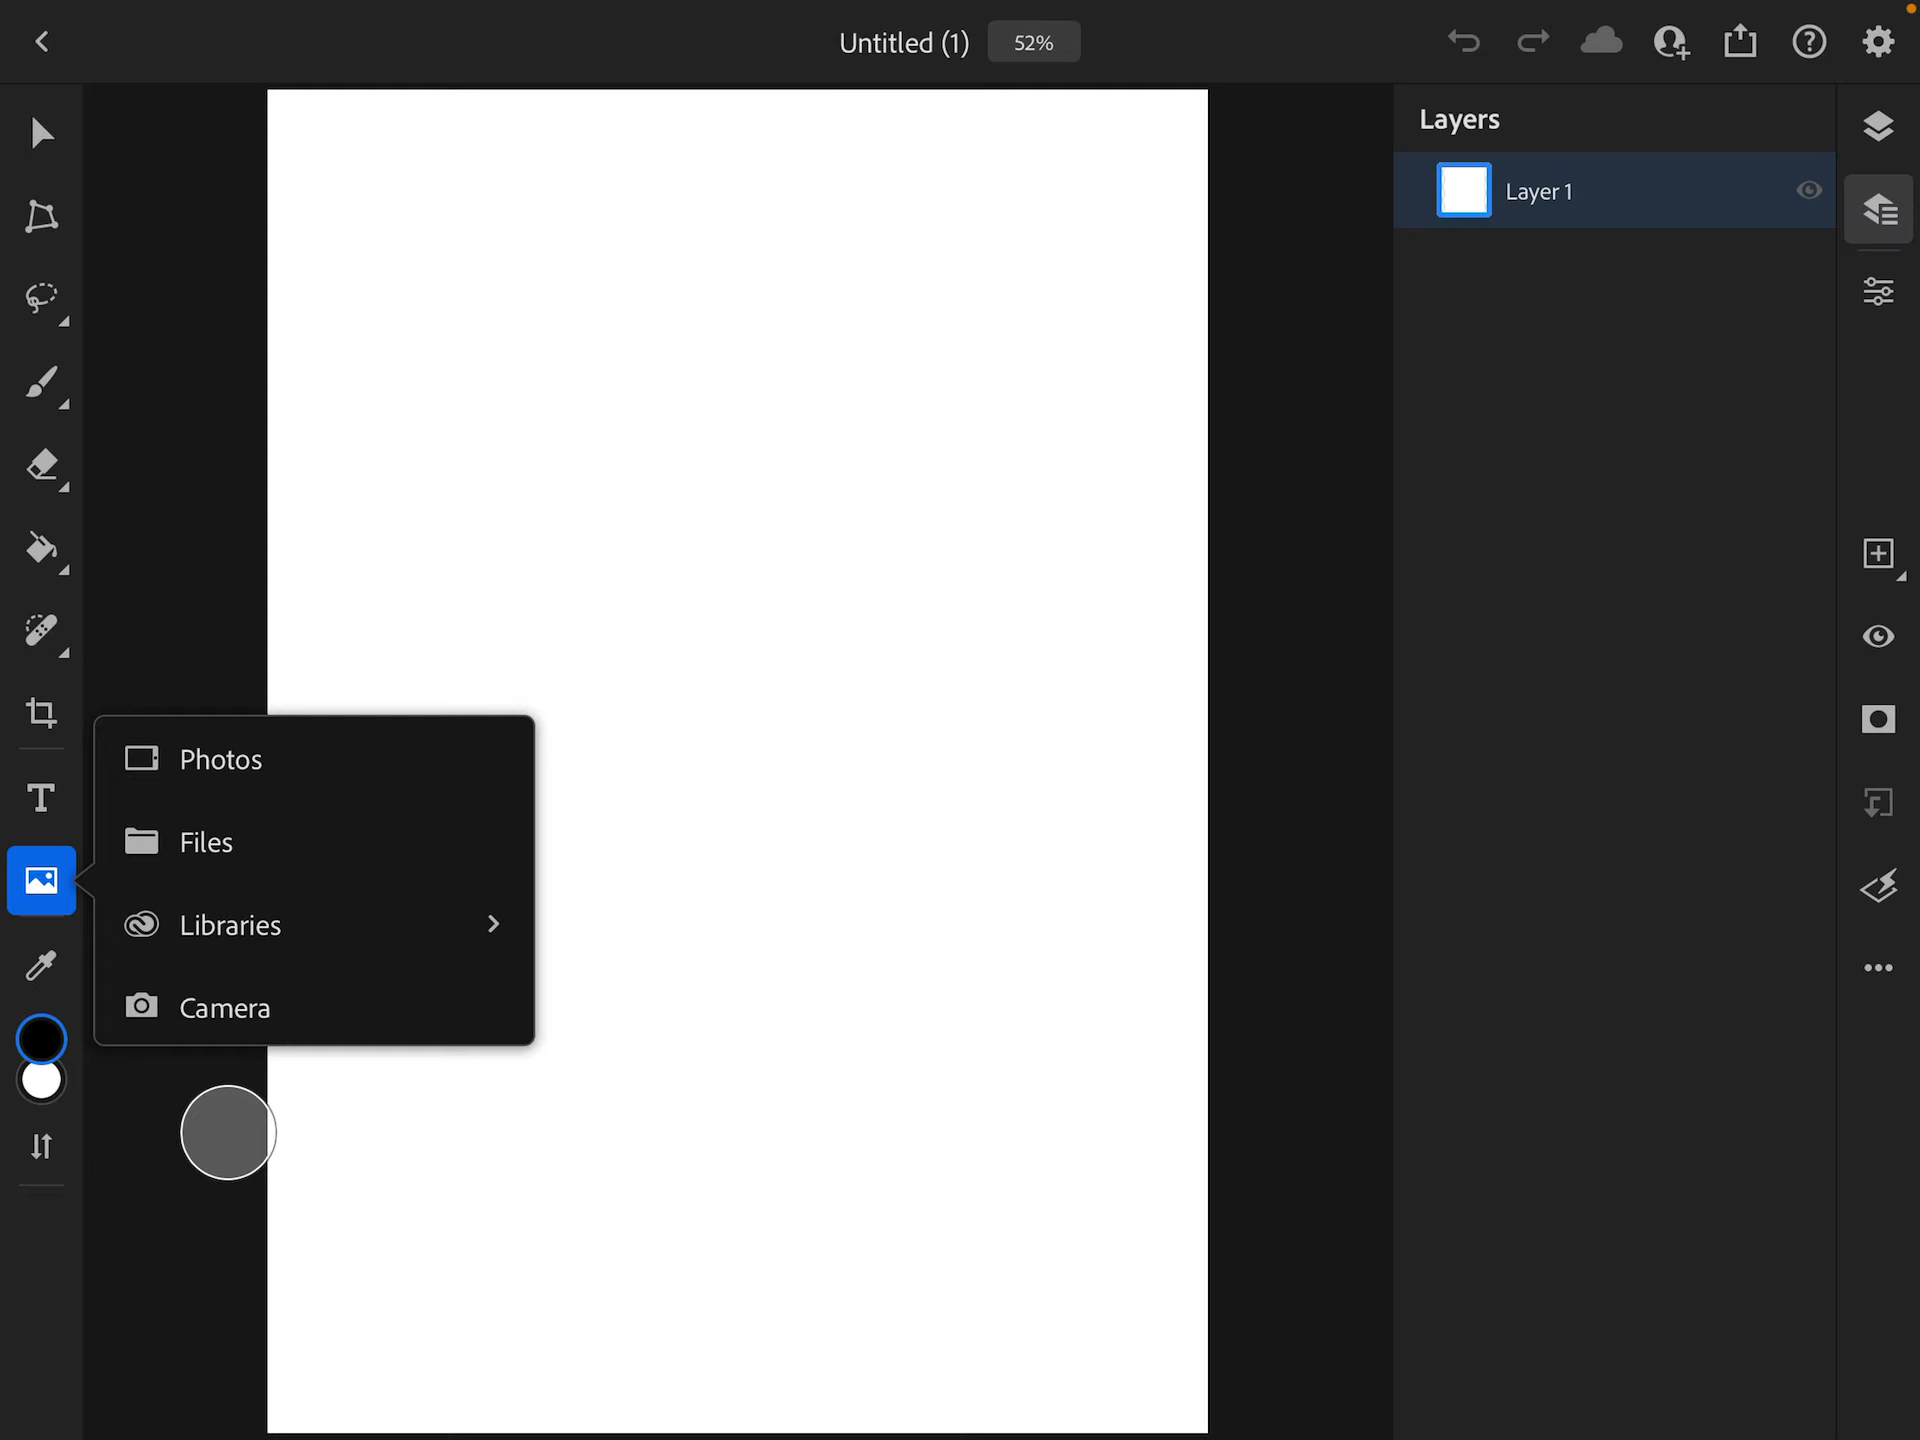 Untitled (1) 52%
Layers
Layer 1
Photos
Files
Libraries
Camera